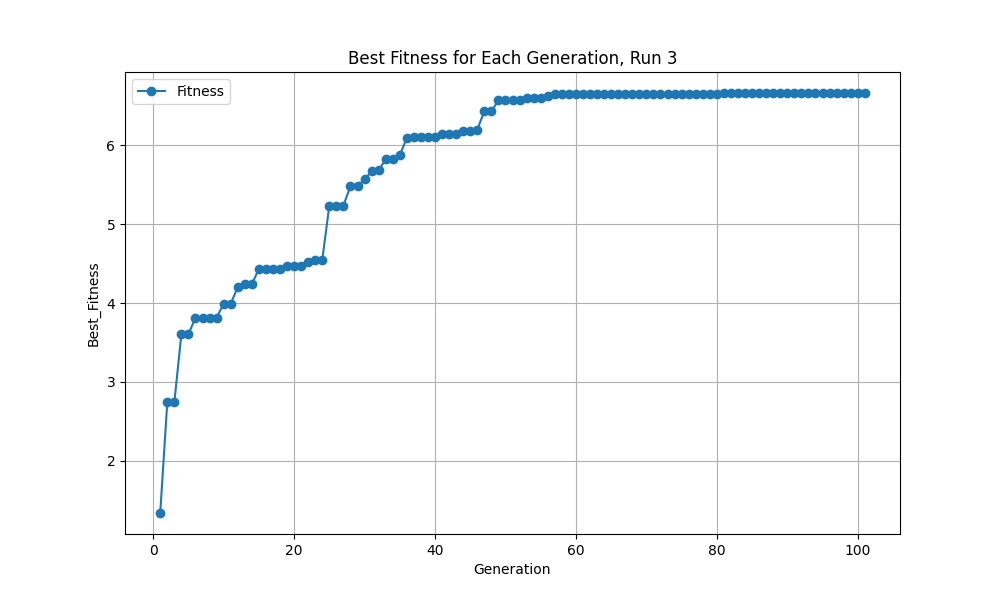 Best Fitness for Each Generation, Run 3
Fitness
6
5
4
3
2
Best_Fitness
0 20 40 60 80 100
Generation